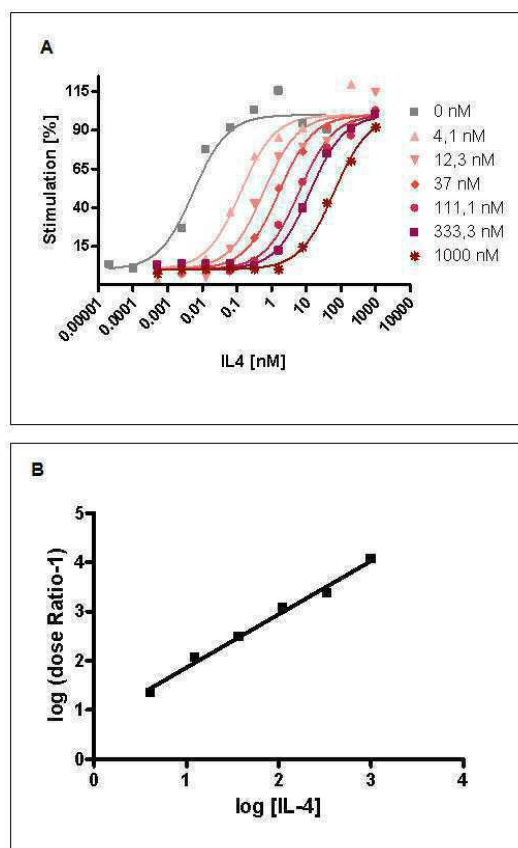 A
Stimulation [%]
115
90
65
40
15
0.00001
0.0001
0.001
0.01
0.1
1
10
100
1000
10000
IL4 [nM]
0 nM
4,1 nM
12,3 nM
37 nM
111,1 nM
333,3 nM
1000 nM
B
log (dose Ratio-1)
5
4
3
2
1
0
0
1
2
3
4
log [IL-4]